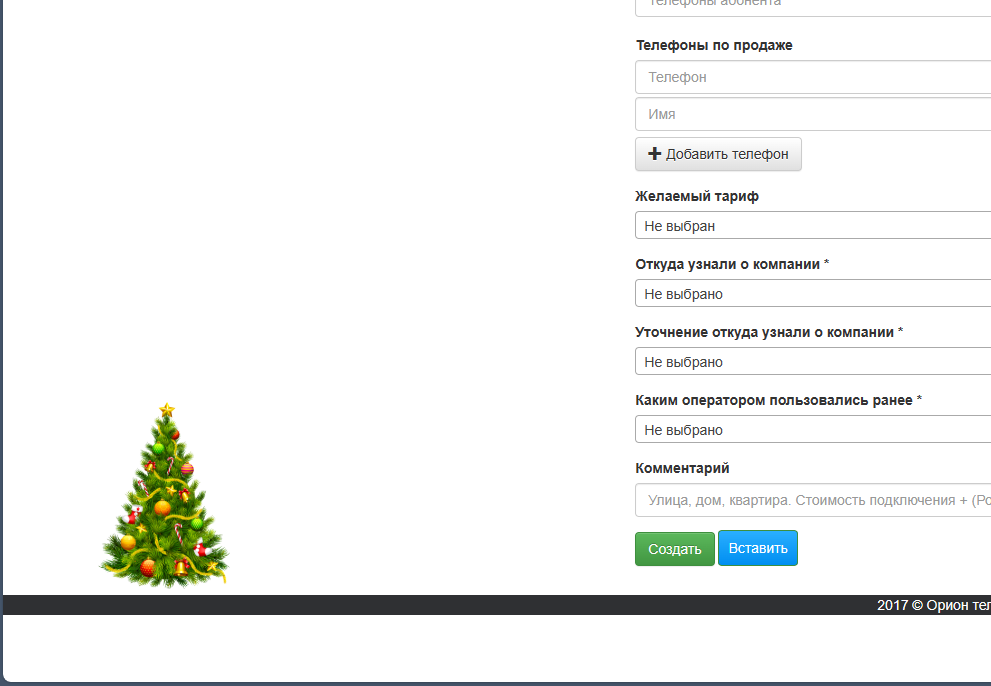 Телефоны абонента
Телефоны по продаже
Телефон
Имя
Добавить телефон
Желаемый тариф
Не выбран
Откуда узнали о компании *
Не выбрано
Уточнение откуда узнали о компании *
Не выбрано
Каким оператором пользовались ранее *
Не выбрано
Комментарий
Улица, дом, квартира. Стоимость подключения + (Ро
Создать Вставить
2017 © Орион тел